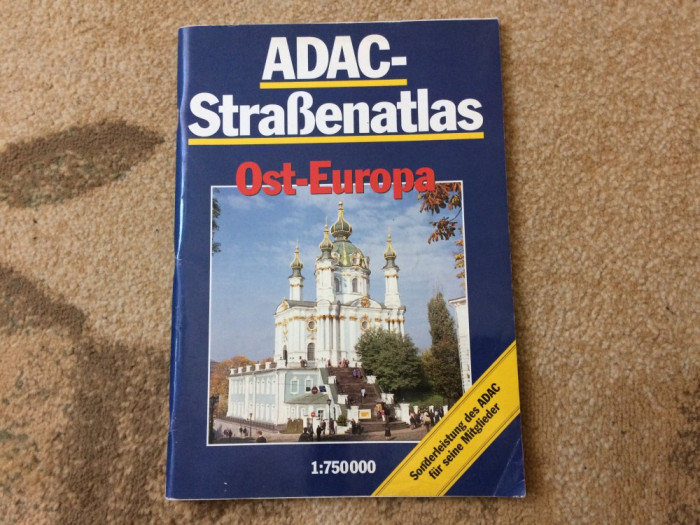 ADAC-
Straßenatlas
Ost-Europa
1:750000
Sonderleistung des ADAC
für seine Mitglieder